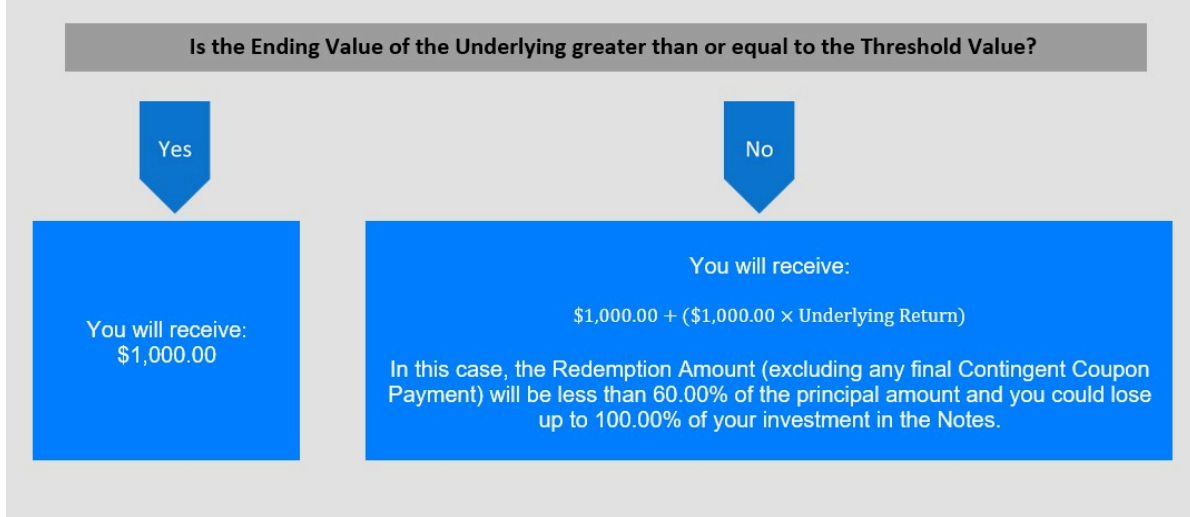 Is the Ending Value of the Underlying greater than or equal to the Threshold Value?
Yes
No
You will receive:
$1,000.00
You will receive:
$1,000.00 + ($1,000.00 × Underlying Return)
In this case, the Redemption Amount (excluding any final Contingent Coupon
Payment) will be less than 60.00% of the principal amount and you could lose
up to 100.00% of your investment in the Notes.